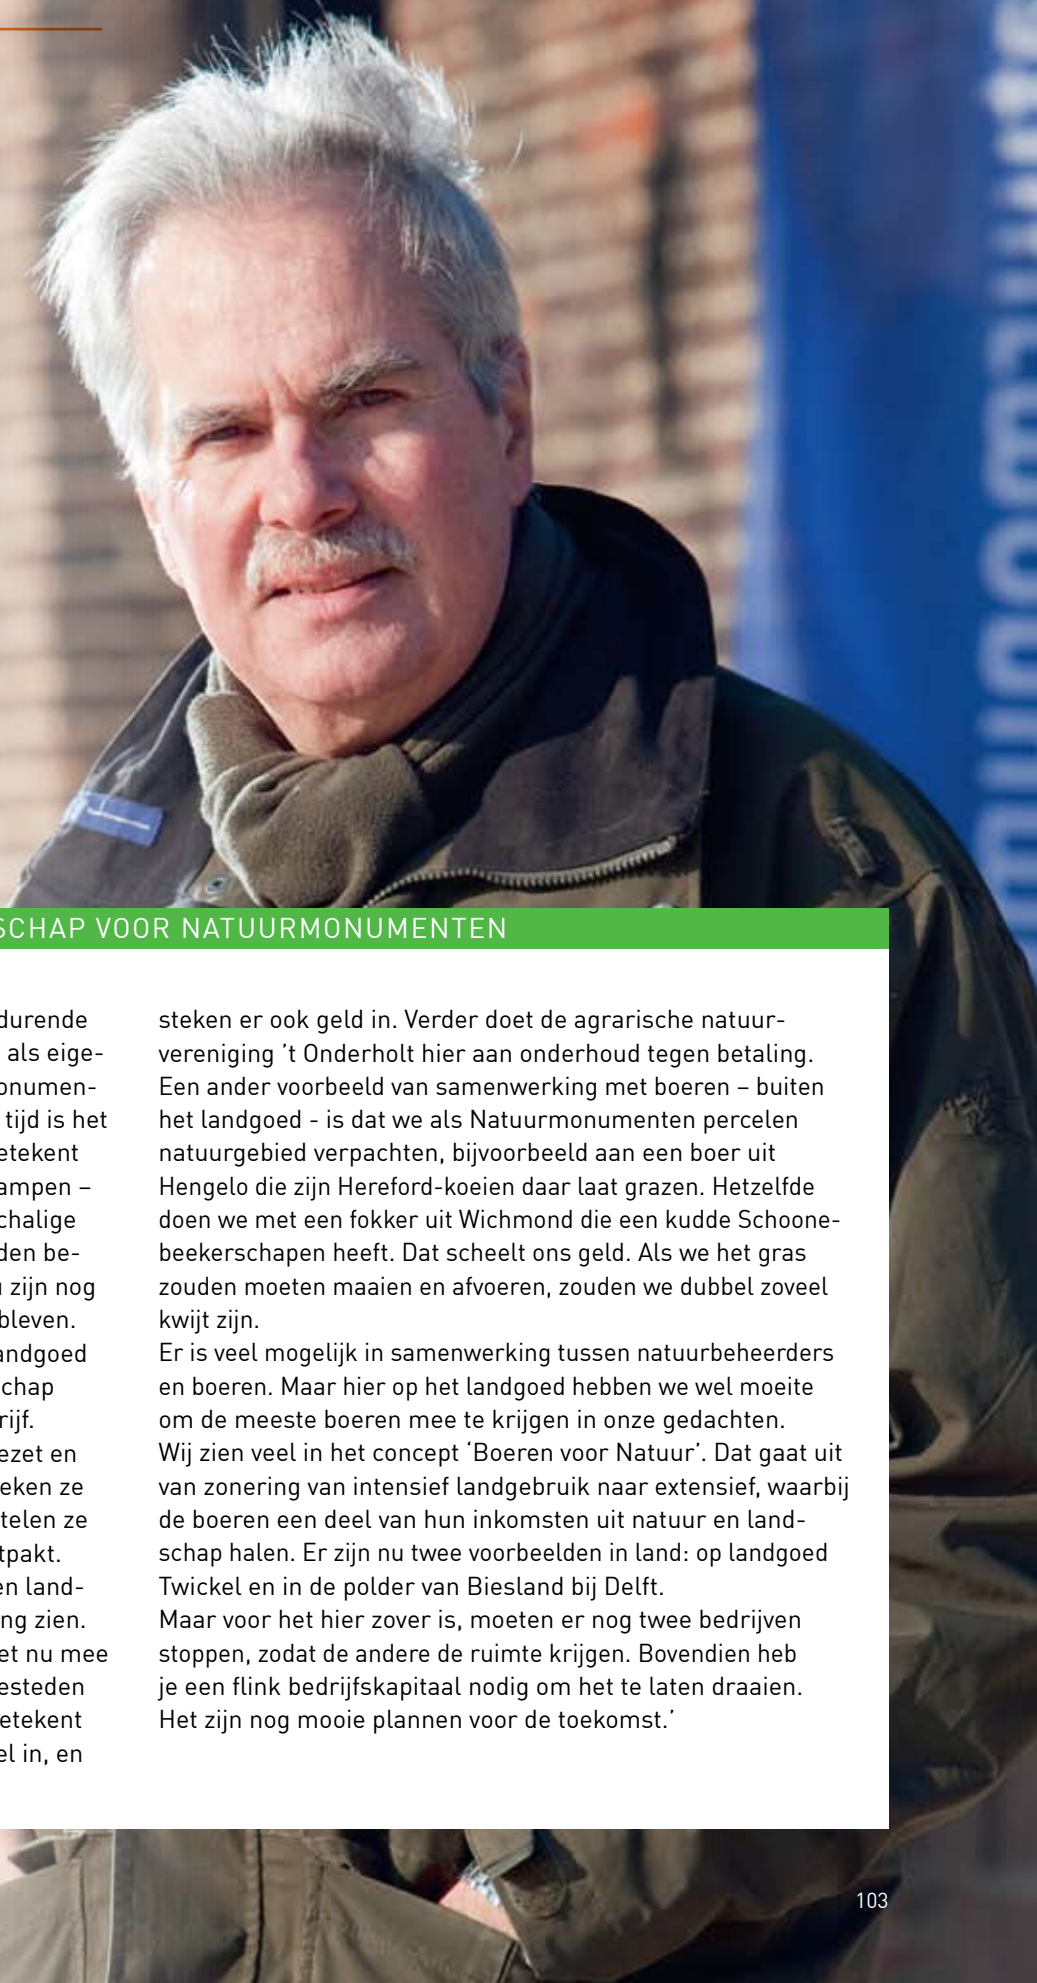 SCHAP VOOR NATUURMONUMENTEN
durende
als eige-
onumen-
tijd is het
etekent
ampen –
chalige
den be-
zijn nog
bleven.
andgoed
schap
rijf.
ezet en
eken ze
telen ze
tpakt.
en land-
ng zien.
et nu mee
esteden
etekent
el in, en
steken er ook geld in. Verder doet de agrarische natuur-
vereniging ’t Onderholt hier aan onderhoud tegen betaling.
Een ander voorbeeld van samenwerking met boeren – buiten
het landgoed - is dat we als Natuurmonumenten percelen
natuurgebied verpachten, bijvoorbeeld aan een boer uit
Hengelo die zijn Hereford-koeien daar laat grazen. Hetzelfde
doen we met een fokker uit Wichmond die een kudde Schoone-
beekerschapen heeft. Dat scheelt ons geld. Als we het gras
zouden moeten maaien en afvoeren, zouden we dubbel zoveel
kwijt zijn.
Er is veel mogelijk in samenwerking tussen natuurbeheerders
en boeren. Maar hier op het landgoed hebben we wel moeite
om de meeste boeren mee te krijgen in onze gedachten.
Wij zien veel in het concept ‘Boeren voor Natuur’. Dat gaat uit
van zonering van intensief landgebruik naar extensief, waarbij
de boeren een deel van hun inkomsten uit natuur en land-
schap halen. Er zijn nu twee voorbeelden in land: op landgoed
Twickel en in de polder van Biesland bij Delft.
Maar voor het hier zover is, moeten er nog twee bedrijven
stoppen, zodat de andere de ruimte krijgen. Bovendien heb
je een flink bedrijfskapitaal nodig om het te laten draaien.
Het zijn nog mooie plannen voor de toekomst.’
103